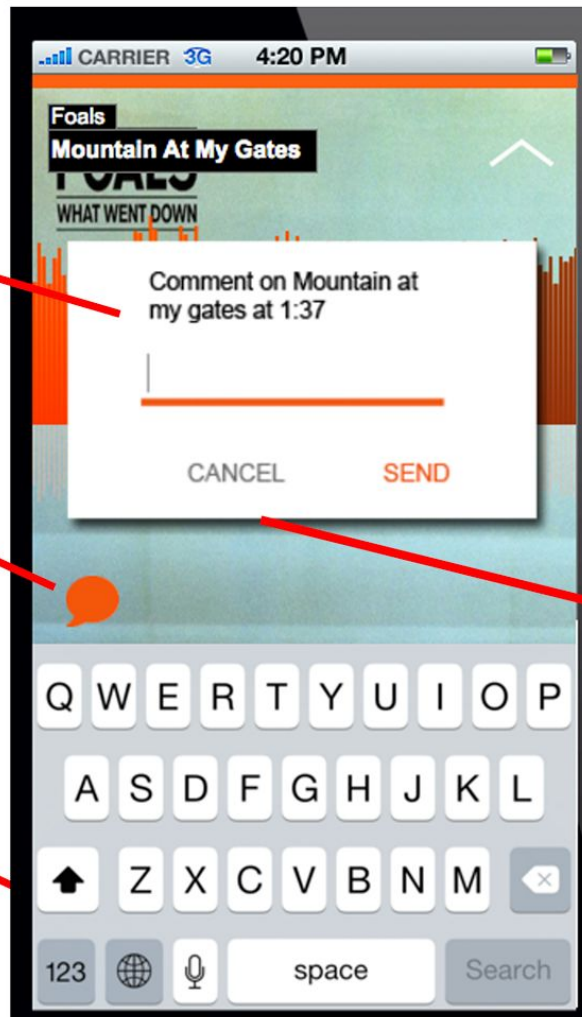 CARRIER 3G 4:20 PM
Foals
Mountain At My Gates
FOALS
WHAT WENT DOWN
Comment on Mountain at
my gates at 1:37
CANCEL SEND
Q W E R T Y U I O P
A S D F G H J K L
Z X C V B N M
123 space Search